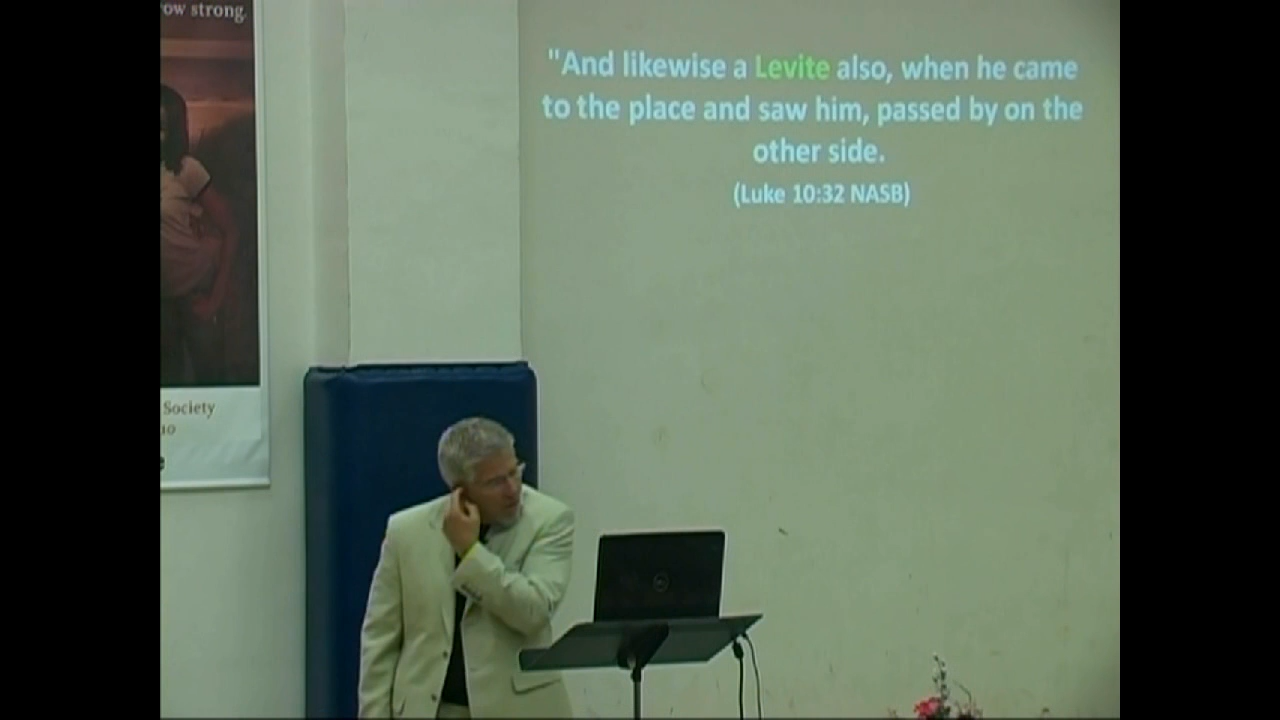 ow strong.
"And likewise a Levite also, when he came
to the place and saw him, passed by on the
other side.
(Luke 10:32 NASB)
Society